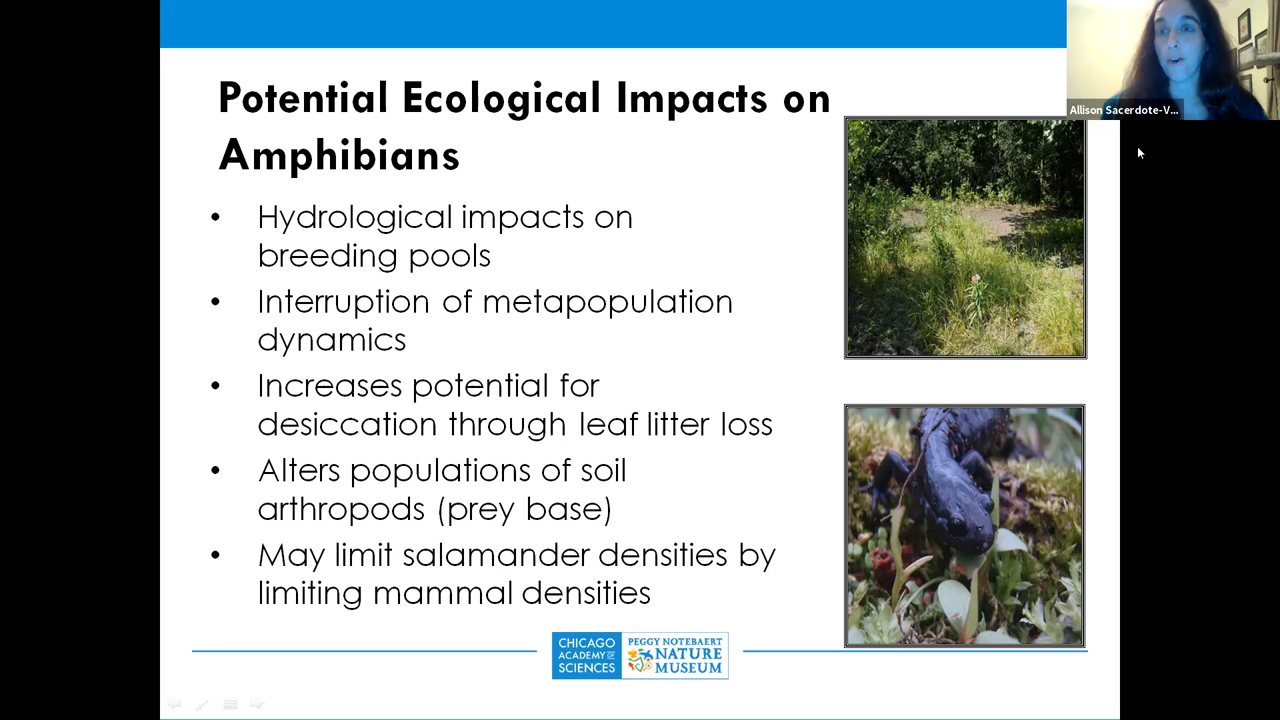 Potential Ecological Impacts on
Amphibians
• Hydrological impacts on
breeding pools
• Interruption of metapopulation
dynamics
• Increases potential for
desiccation through leaf litter loss
• Alters populations of soil
arthropods (prey base)
• May limit salamander densities by
limiting mammal densities
Allison Sacerdote-V...
CHICAGO
ACADEMY OF
SCIENCES
PEGGY NOTEBAERT
NATURE
MUSEUM